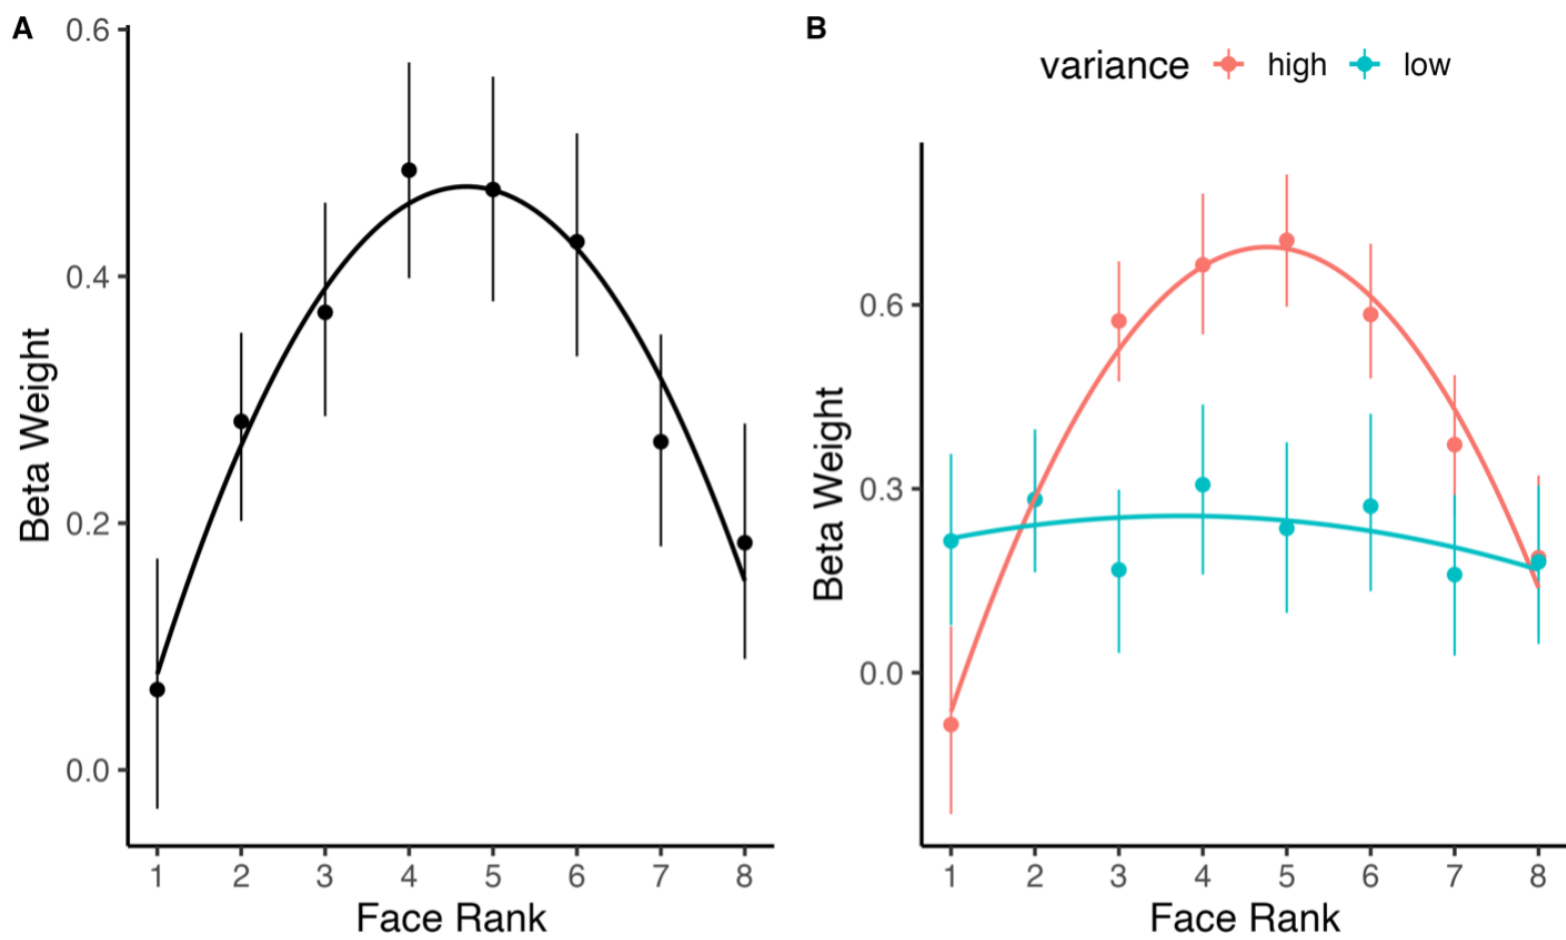 A
0.6
0.4
0.2
0.0
Beta Weight
1 2 3 4 5 6 7 8
Face Rank
B
variance high low
0.6
0.3
0.0
Beta Weight
1 2 3 4 5 6 7 8
Face Rank